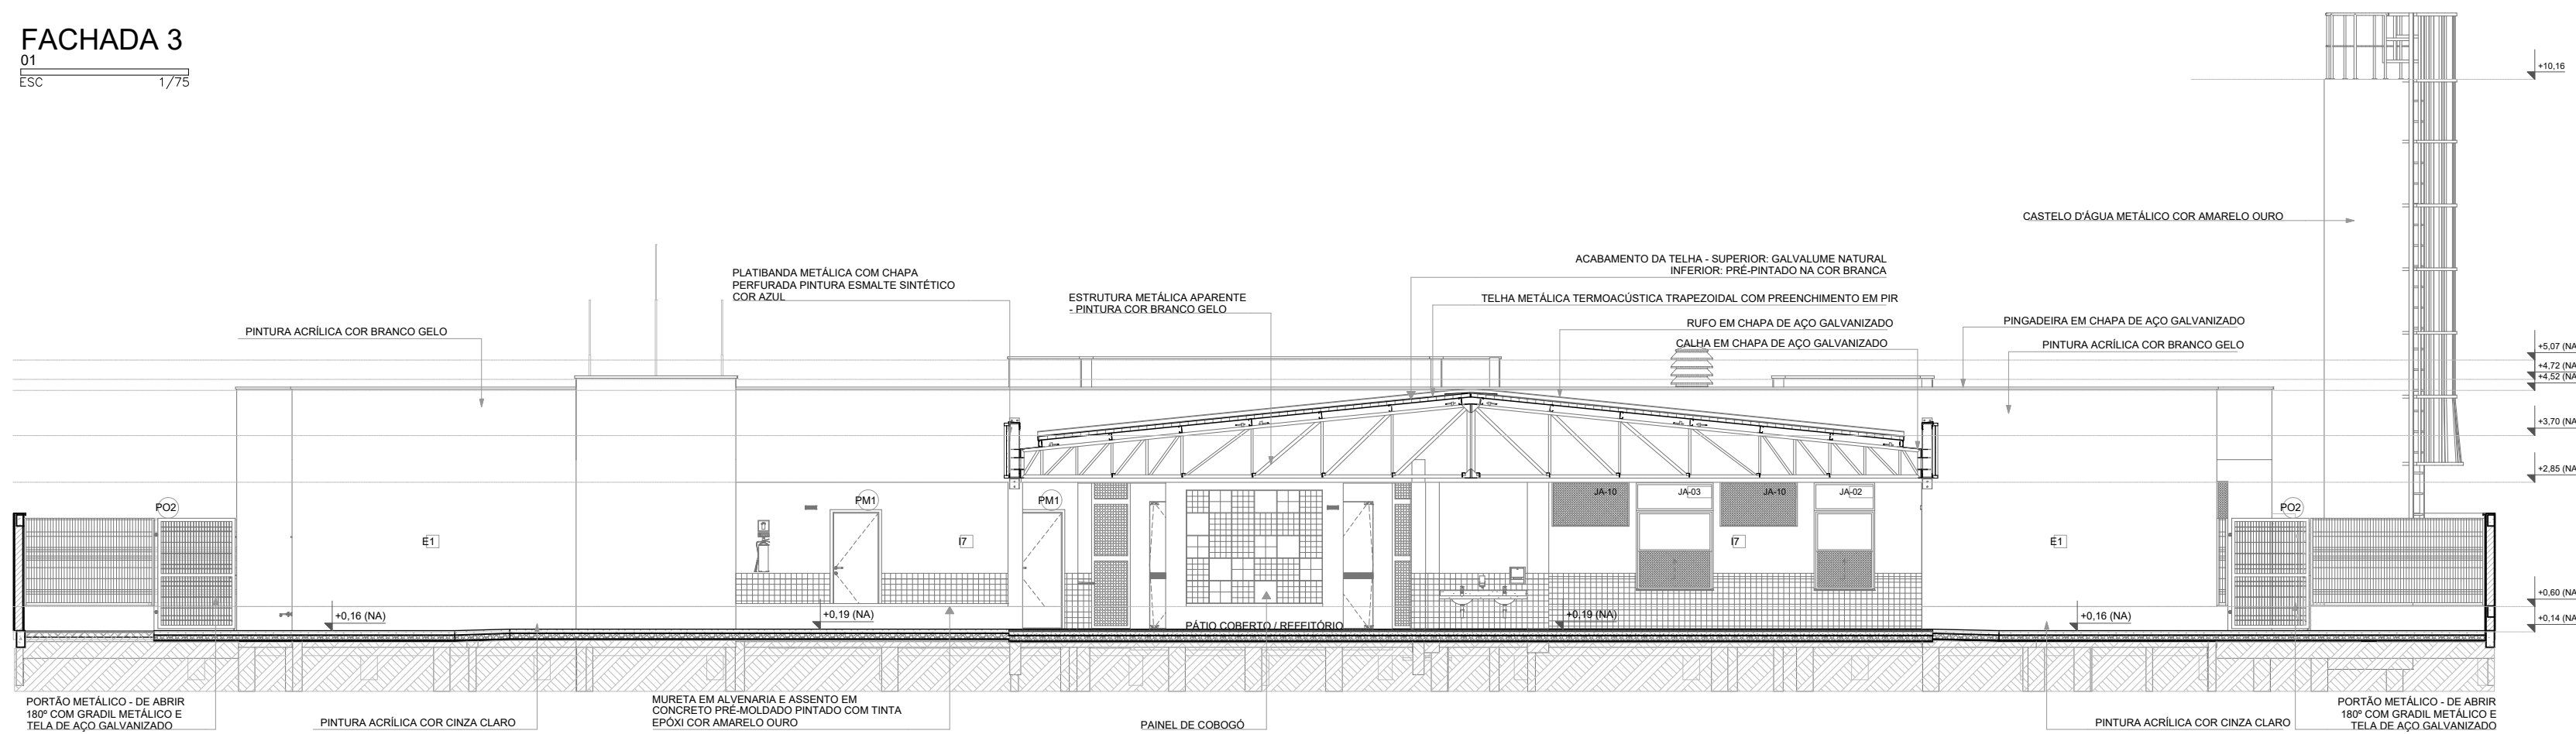 FACHADA 3
01
ESC 1/75
+10,16
CASTELO D'ÁGUA METÁLICO COR AMARELO OURO
ACABAMENTO DA TELHA - SUPERIOR: GALVALUME NATURAL
INFERIOR: PRÉ-PINTADO NA COR BRANCA
PLATIBANDA METÁLICA COM CHAPA
PERFURADA PINTURA ESMALTE SINTÉTICO
COR AZUL
ESTRUTURA METÁLICA APARENTE
- PINTURA COR BRANCO GELO
TELHA METÁLICA TERMOACÚSTICA TRAPEZOIDAL COM PREENCHIMENTO EM PIR
PINTURA ACRÍLICA COR BRANCO GELO
RUFO EM CHAPA DE AÇO GALVANIZADO
PINGADEIRA EM CHAPA DE AÇO GALVANIZADO
CALHA EM CHAPA DE AÇO GALVANIZADO
PINTURA ACRÍLICA COR BRANCO GELO
+5,07 (NA
+4,72 (NA
+4,52 (NA
+3,70 (NA
+2,85 (NA
PO2
PM1
PM1
JA-10
JA-03
JA-10
JA-02
PO2
E1
I7
I7
E1
+0,60 (NA
+0,16 (NA)
+0,19 (NA)
PÁTIO COBERTO / REFEITÓRIO
+0,19 (NA)
+0,16 (NA)
+0,14 (NA
PORTÃO METÁLICO - DE ABRIR
180º COM GRADIL METÁLICO E
TELA DE AÇO GALVANIZADO
PINTURA ACRÍLICA COR CINZA CLARO
MURETA EM ALVENARIA E ASSENTO EM
CONCRETO PRÉ-MOLDADO PINTADO COM TINTA
EPÓXI COR AMARELO OURO
PAINEL DE COBOGÓ
PINTURA ACRÍLICA COR CINZA CLARO
PORTÃO METÁLICO - DE ABRIR
180º COM GRADIL METÁLICO E
TELA DE AÇO GALVANIZADO